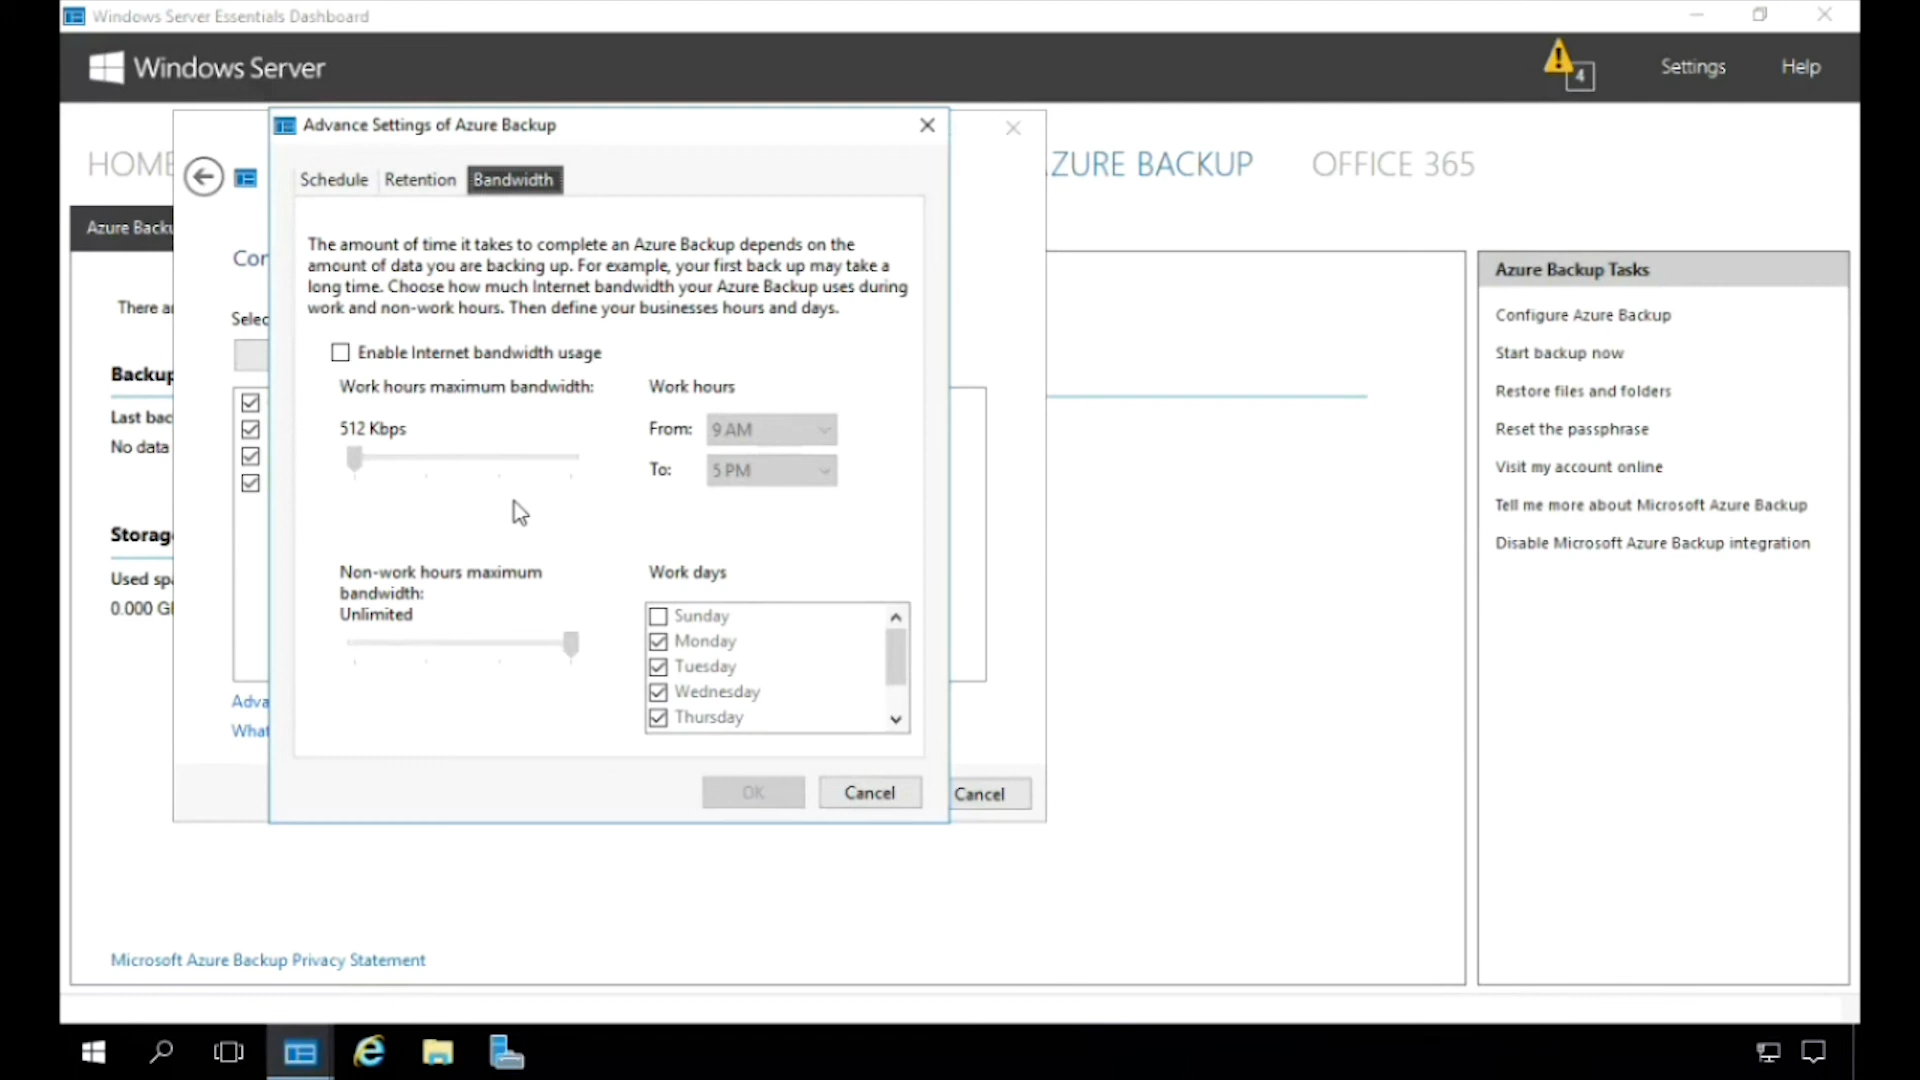 Windows Server Essentials Dashboard
Windows Server
4
Settings
Help
HOME
ZURE BACKUP
OFFICE 365
Advance Settings of Azure Backup
Schedule
Retention
Bandwidth
Azure Backu
Con
There ar
Selec
Backup
Last bac
No data
Storag
Used spa
0.000 GI
The amount of time it takes to complete an Azure Backup depends on the
amount of data you are backing up. For example, your first back up may take a
long time. Choose how much Internet bandwidth your Azure Backup uses during
work and non-work hours. Then define your businesses hours and days.
Enable Internet bandwidth usage
Work hours maximum bandwidth:
512 Kbps
Work hours
From:
9 AM
To:
5 PM
Non-work hours maximum
bandwidth:
Unlimited
Work days
Sunday
Monday
Tuesday
Wednesday
Thursday
Adva
What
OK
Cancel
Cancel
Azure Backup Tasks
Configure Azure Backup
Start backup now
Restore files and folders
Reset the passphrase
Visit my account online
Tell me more about Microsoft Azure Backup
Disable Microsoft Azure Backup integration
Microsoft Azure Backup Privacy Statement